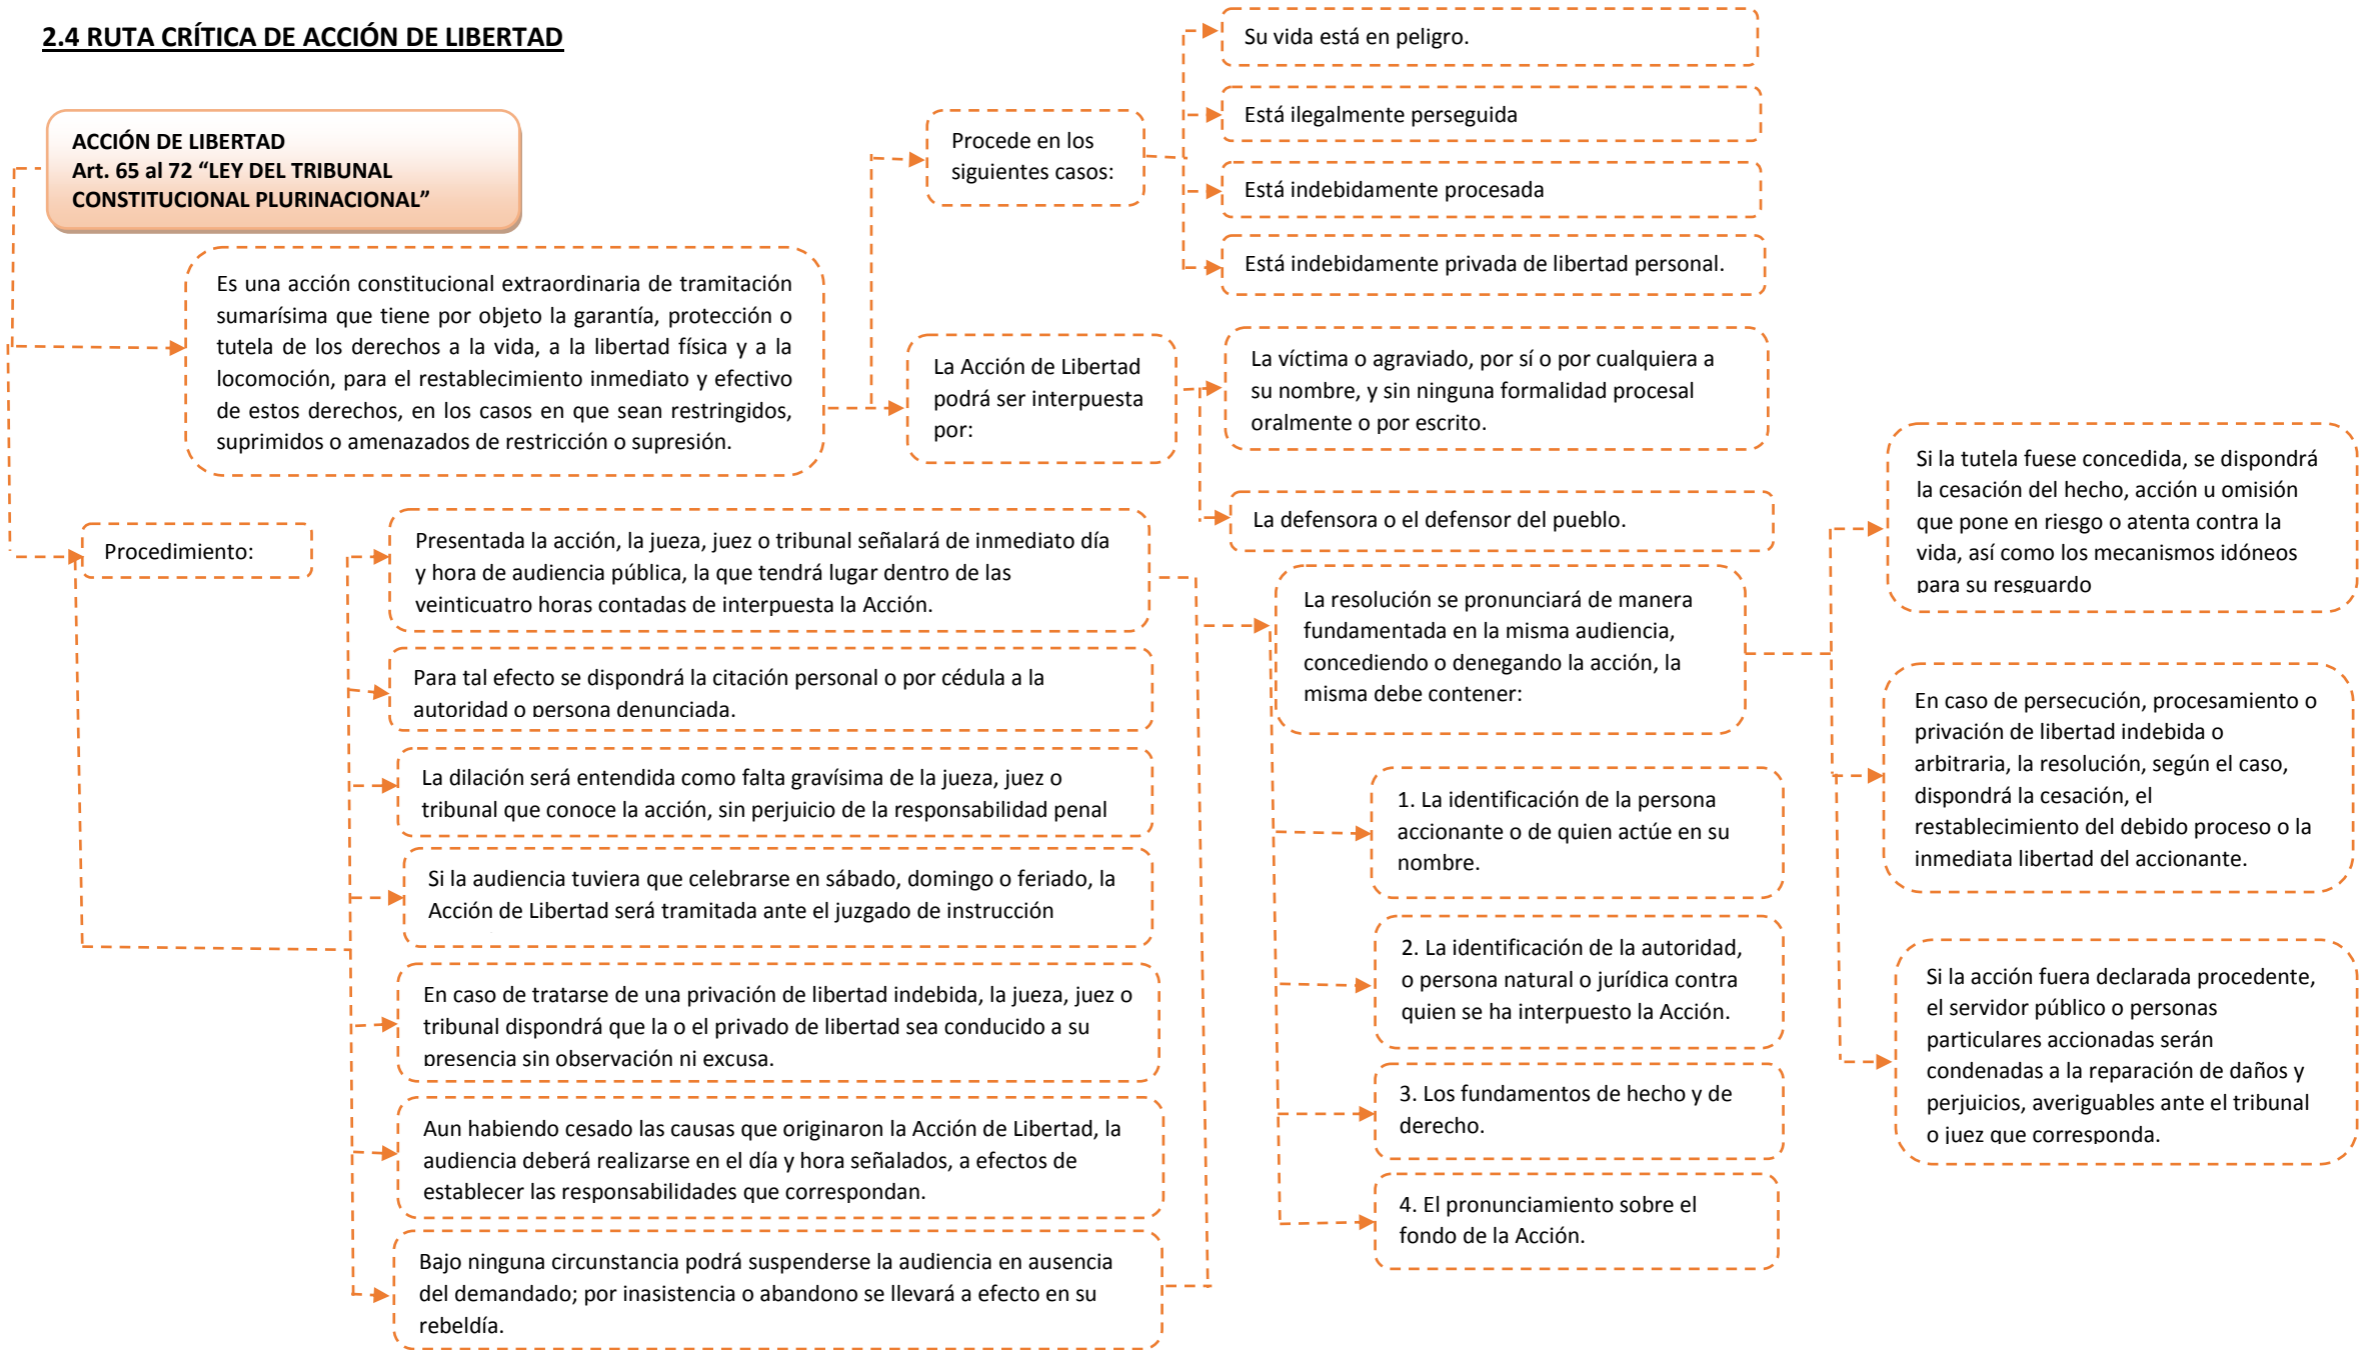 2.4 RUTA CRÍTICA DE ACCIÓN DE LIBERTAD
ACCIÓN DE LIBERTAD
Art. 65 al 72 “LEY DEL TRIBUNAL
CONSTITUCIONAL PLURINACIONAL”
Es una acción constitucional extraordinaria de tramitación
sumarísima que tiene por objeto la garantía, protección o
tutela de los derechos a la vida, a la libertad física y a la
locomoción, para el restablecimiento inmediato y efectivo
de estos derechos, en los casos en que sean restringidos,
suprimidos o amenazados de restricción o supresión.
Procede en los
siguientes casos:
Su vida está en peligro.
Está ilegalmente perseguida
Está indebidamente procesada
Está indebidamente privada de libertad personal.
La Acción de Libertad
podrá ser interpuesta
por:
La víctima o agraviado, por sí o por cualquiera a
su nombre, y sin ninguna formalidad procesal
oralmente o por escrito.
La defensora o el defensor del pueblo.
Procedimiento:
Presentada la acción, la jueza, juez o tribunal señalará de inmediato día
y hora de audiencia pública, la que tendrá lugar dentro de las
veinticuatro horas contadas de interpuesta la Acción.
Para tal efecto se dispondrá la citación personal o por cédula a la
autoridad o persona denunciada.
La dilación será entendida como falta gravísima de la jueza, juez o
tribunal que conoce la acción, sin perjuicio de la responsabilidad penal
Si la audiencia tuviera que celebrarse en sábado, domingo o feriado, la
Acción de Libertad será tramitada ante el juzgado de instrucción
En caso de tratarse de una privación de libertad indebida, la jueza, juez o
tribunal dispondrá que la o el privado de libertad sea conducido a su
presencia sin observación ni excusa.
Aun habiendo cesado las causas que originaron la Acción de Libertad, la
audiencia deberá realizarse en el día y hora señalados, a efectos de
establecer las responsabilidades que correspondan.
Bajo ninguna circunstancia podrá suspenderse la audiencia en ausencia
del demandado; por inasistencia o abandono se llevará a efecto en su
rebeldía.
La resolución se pronunciará de manera
fundamentada en la misma audiencia,
concediendo o denegando la acción, la
misma debe contener:
1. La identificación de la persona
accionante o de quien actúe en su
nombre.
2. La identificación de la autoridad,
o persona natural o jurídica contra
quien se ha interpuesto la Acción.
3. Los fundamentos de hecho y de
derecho.
4. El pronunciamiento sobre el
fondo de la Acción.
Si la tutela fuese concedida, se dispondrá
la cesación del hecho, acción u omisión
que pone en riesgo o atenta contra la
vida, así como los mecanismos idóneos
para su resguardo
En caso de persecución, procesamiento o
privación de libertad indebida o
arbitraria, la resolución, según el caso,
dispondrá la cesación, el
restablecimiento del debido proceso o la
inmediata libertad del accionante.
Si la acción fuera declarada procedente,
el servidor público o personas
particulares accionadas serán
condenadas a la reparación de daños y
perjuicios, averiguables ante el tribunal
o juez que corresponda.